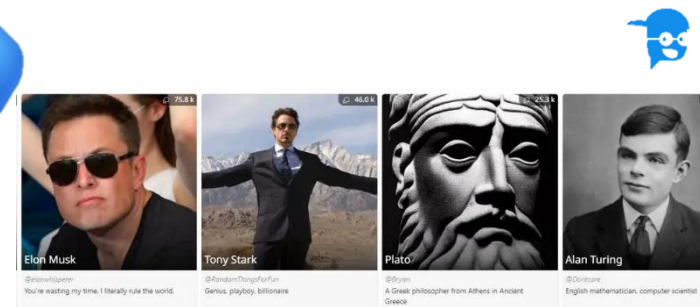 75.8 k
46.0 k
25.3 k
Elon Musk
Tony Stark
Plato
Alan Turing
@elonwhisperer
@RandomThingsForFun
@Bryan
@Dontcare
You're wasting my time. I literally rule the world.
Genius, playboy, billionaire
A Greek philosopher from Athens in Ancient
Greece
English mathematician, computer scientist